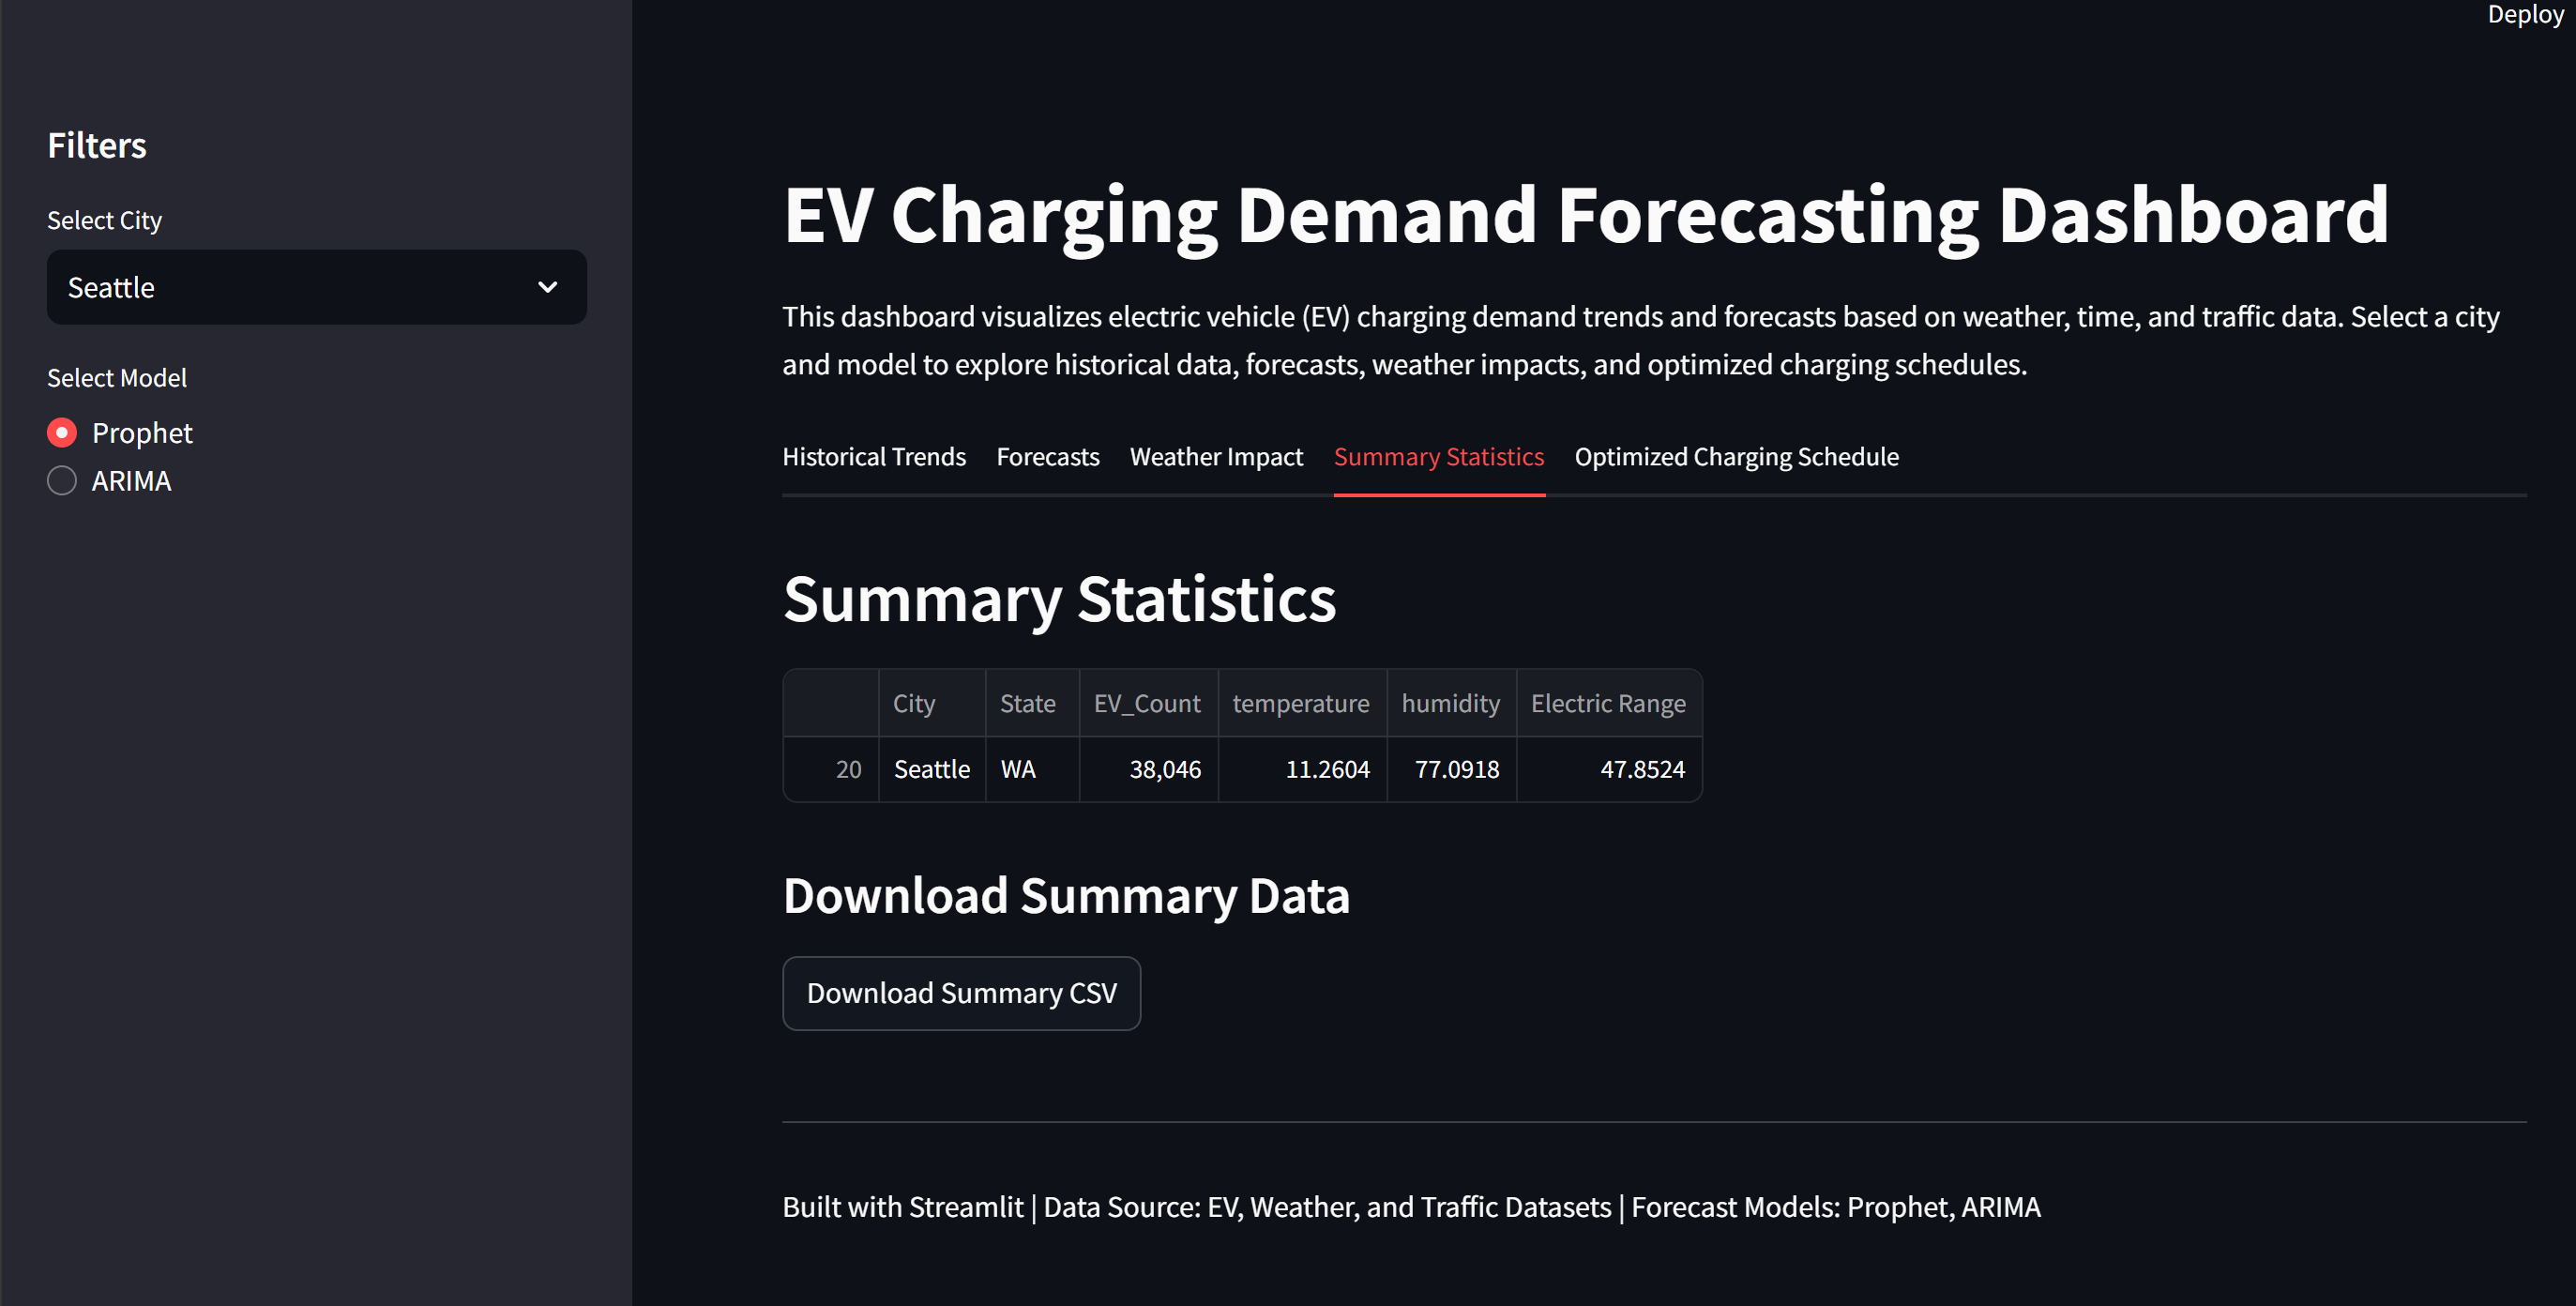 Deploy
Filters
Select City
Seattle
Select Model
Prophet
ARIMA
EV Charging Demand Forecasting Dashboard
This dashboard visualizes electric vehicle (EV) charging demand trends and forecasts based on weather, time, and traffic data. Select a city
and model to explore historical data, forecasts, weather impacts, and optimized charging schedules.
Historical Trends Forecasts Weather Impact Summary Statistics Optimized Charging Schedule
Summary Statistics
City State EV_Count temperature humidity Electric Range
20 Seattle WA 38,046 11.2604 77.0918 47.8524
Download Summary Data
Download Summary CSV
Built with Streamlit | Data Source: EV, Weather, and Traffic Datasets | Forecast Models: Prophet, ARIMA